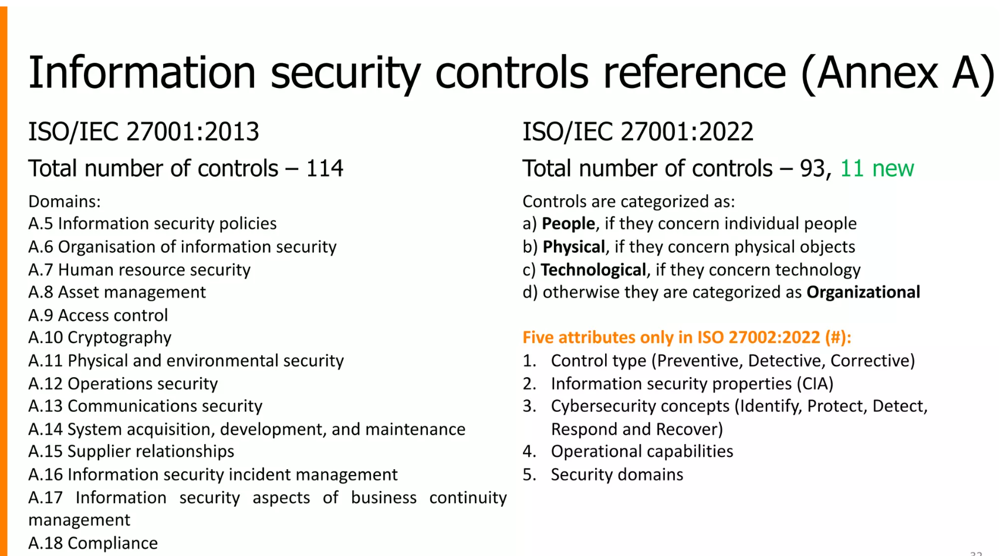 Information security controls reference (Annex A)
ISO/IEC 27001:2013
Total number of controls – 114
Domains:
A.5 Information security policies
A.6 Organisation of information security
A.7 Human resource security
A.8 Asset management
A.9 Access control
A.10 Cryptography
A.11 Physical and environmental security
A.12 Operations security
A.13 Communications security
A.14 System acquisition, development, and maintenance
A.15 Supplier relationships
A.16 Information security incident management
A.17 Information security aspects of business continuity
management
A.18 Compliance
ISO/IEC 27001:2022
Total number of controls – 93, 11 new
Controls are categorized as:
a) People, if they concern individual people
b) Physical, if they concern physical objects
c) Technological, if they concern technology
d) otherwise they are categorized as Organizational
Five attributes only in ISO 27002:2022 (#):
1. Control type (Preventive, Detective, Corrective)
2. Information security properties (CIA)
3. Cybersecurity concepts (Identify, Protect, Detect,
Respond and Recover)
4. Operational capabilities
5. Security domains